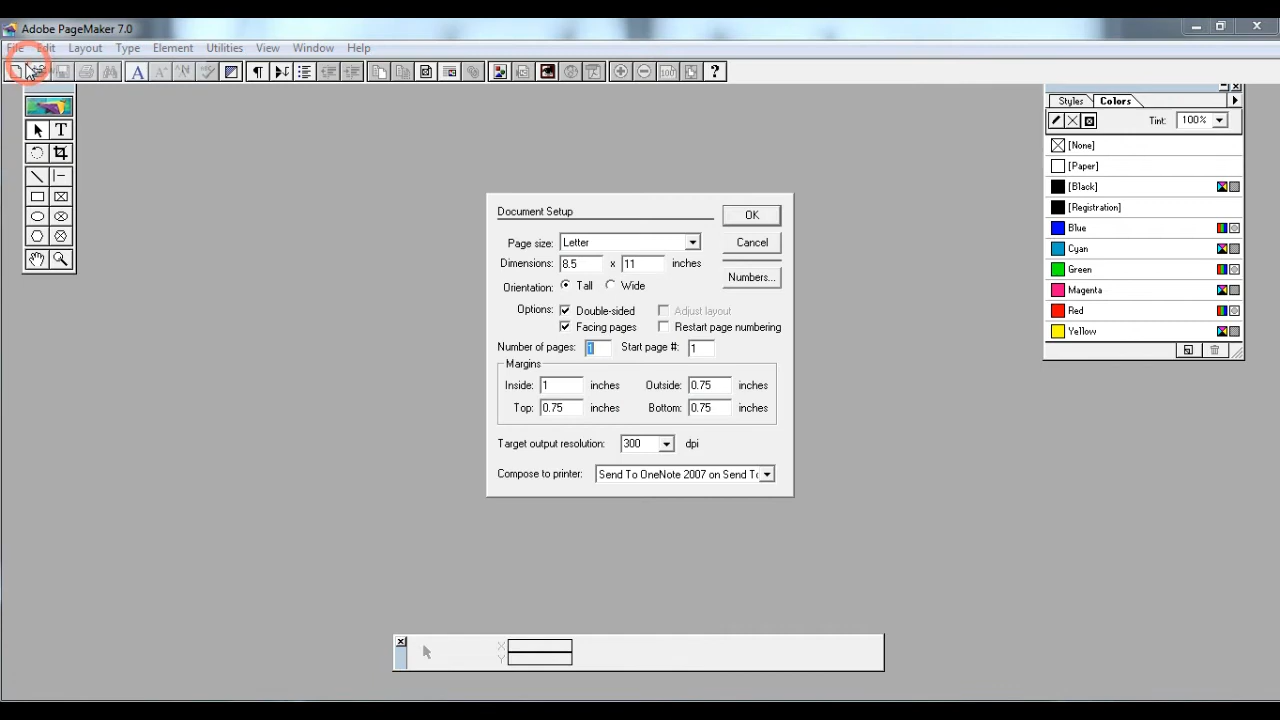 Adobe PageMaker 7.0
File Edit Layout Type Element Utilities View Window Help
Styles Colors
Tint: 100%
[None]
[Paper]
[Black]
[Registration]
Blue
Cyan
Green
Magenta
Red
Yellow
Document Setup
OK
Page size: Letter
Cancel
Dimensions: 8.5 x 11 inches
Numbers...
Orientation: Tall Wide
Options: Double-sided Adjust layout
Facing pages Restart page numbering
Number of pages: 1 Start page #: 1
Margins
Inside: 1 inches Outside: 0.75 inches
Top: 0.75 inches Bottom: 0.75 inches
Target output resolution: 300 dpi
Compose to printer: Send To OneNote 2007 on Send To
X
Y